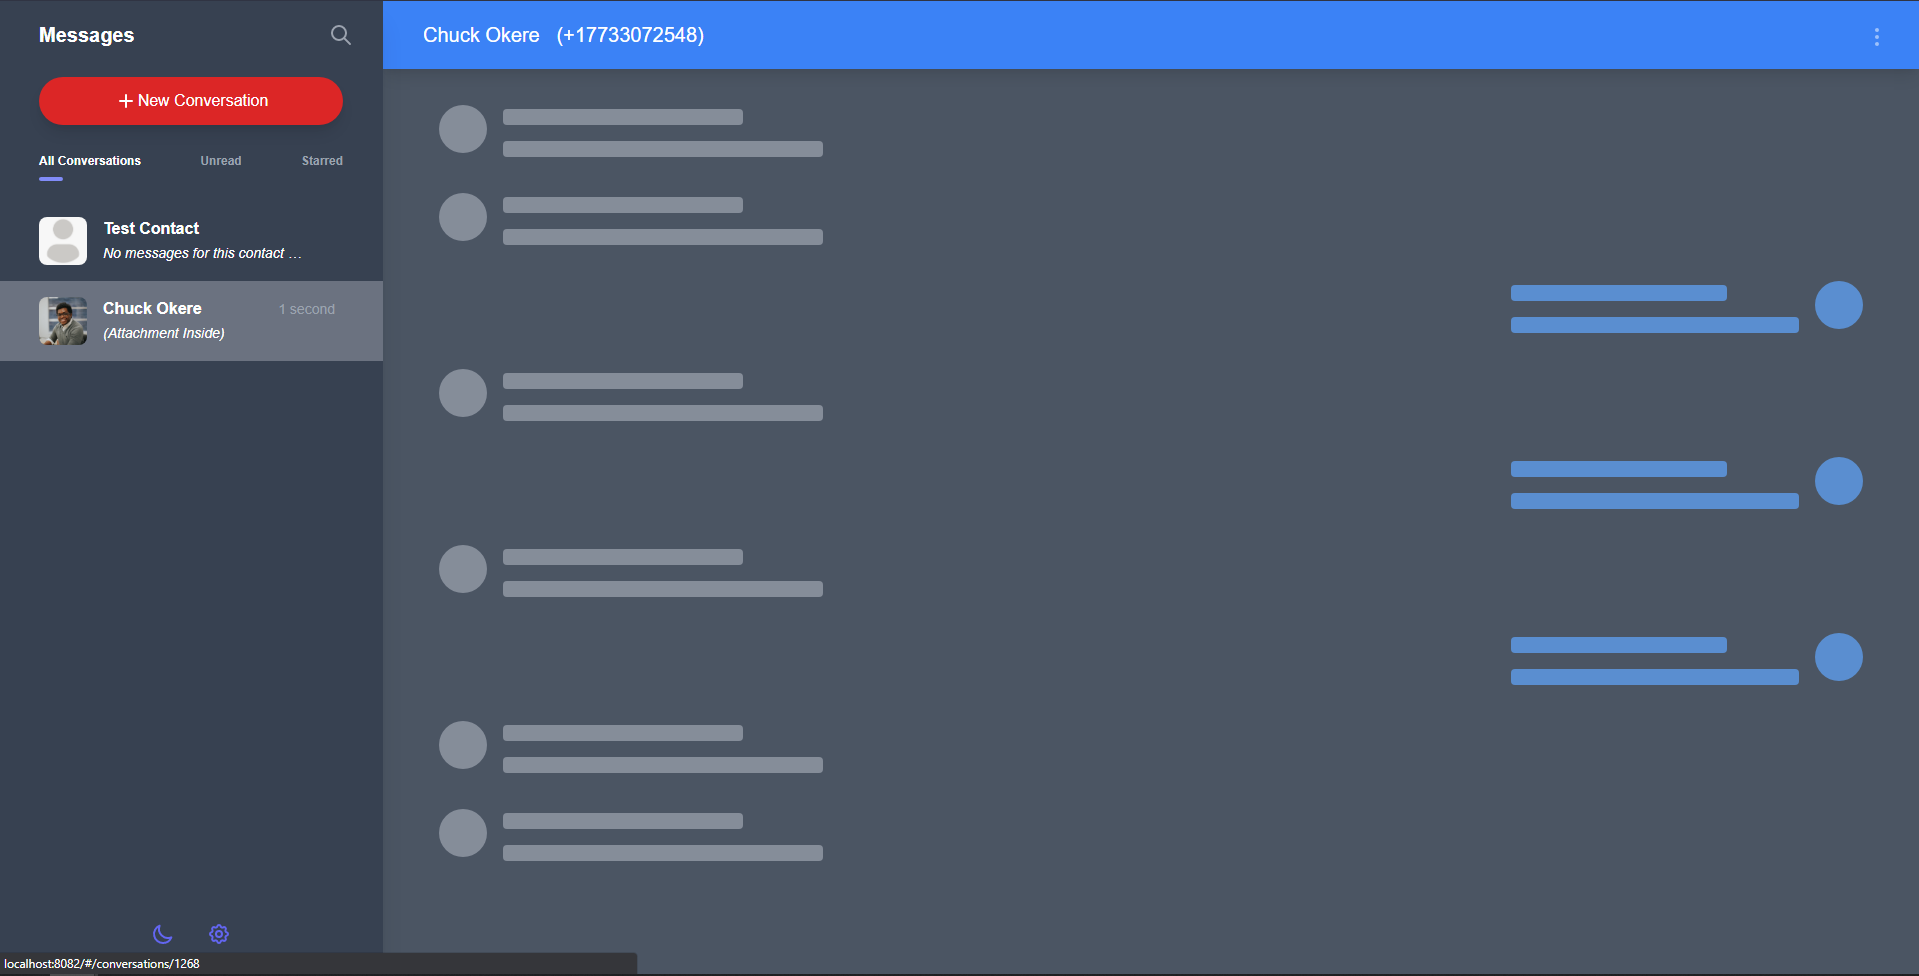 Messages
+ New Conversation
All Conversations Unread Starred
Test Contact
No messages for this contact ...
Chuck Okere 1 second
(Attachment Inside)
Chuck Okere (+17733072548)
localhost:8082/#/conversations/1268